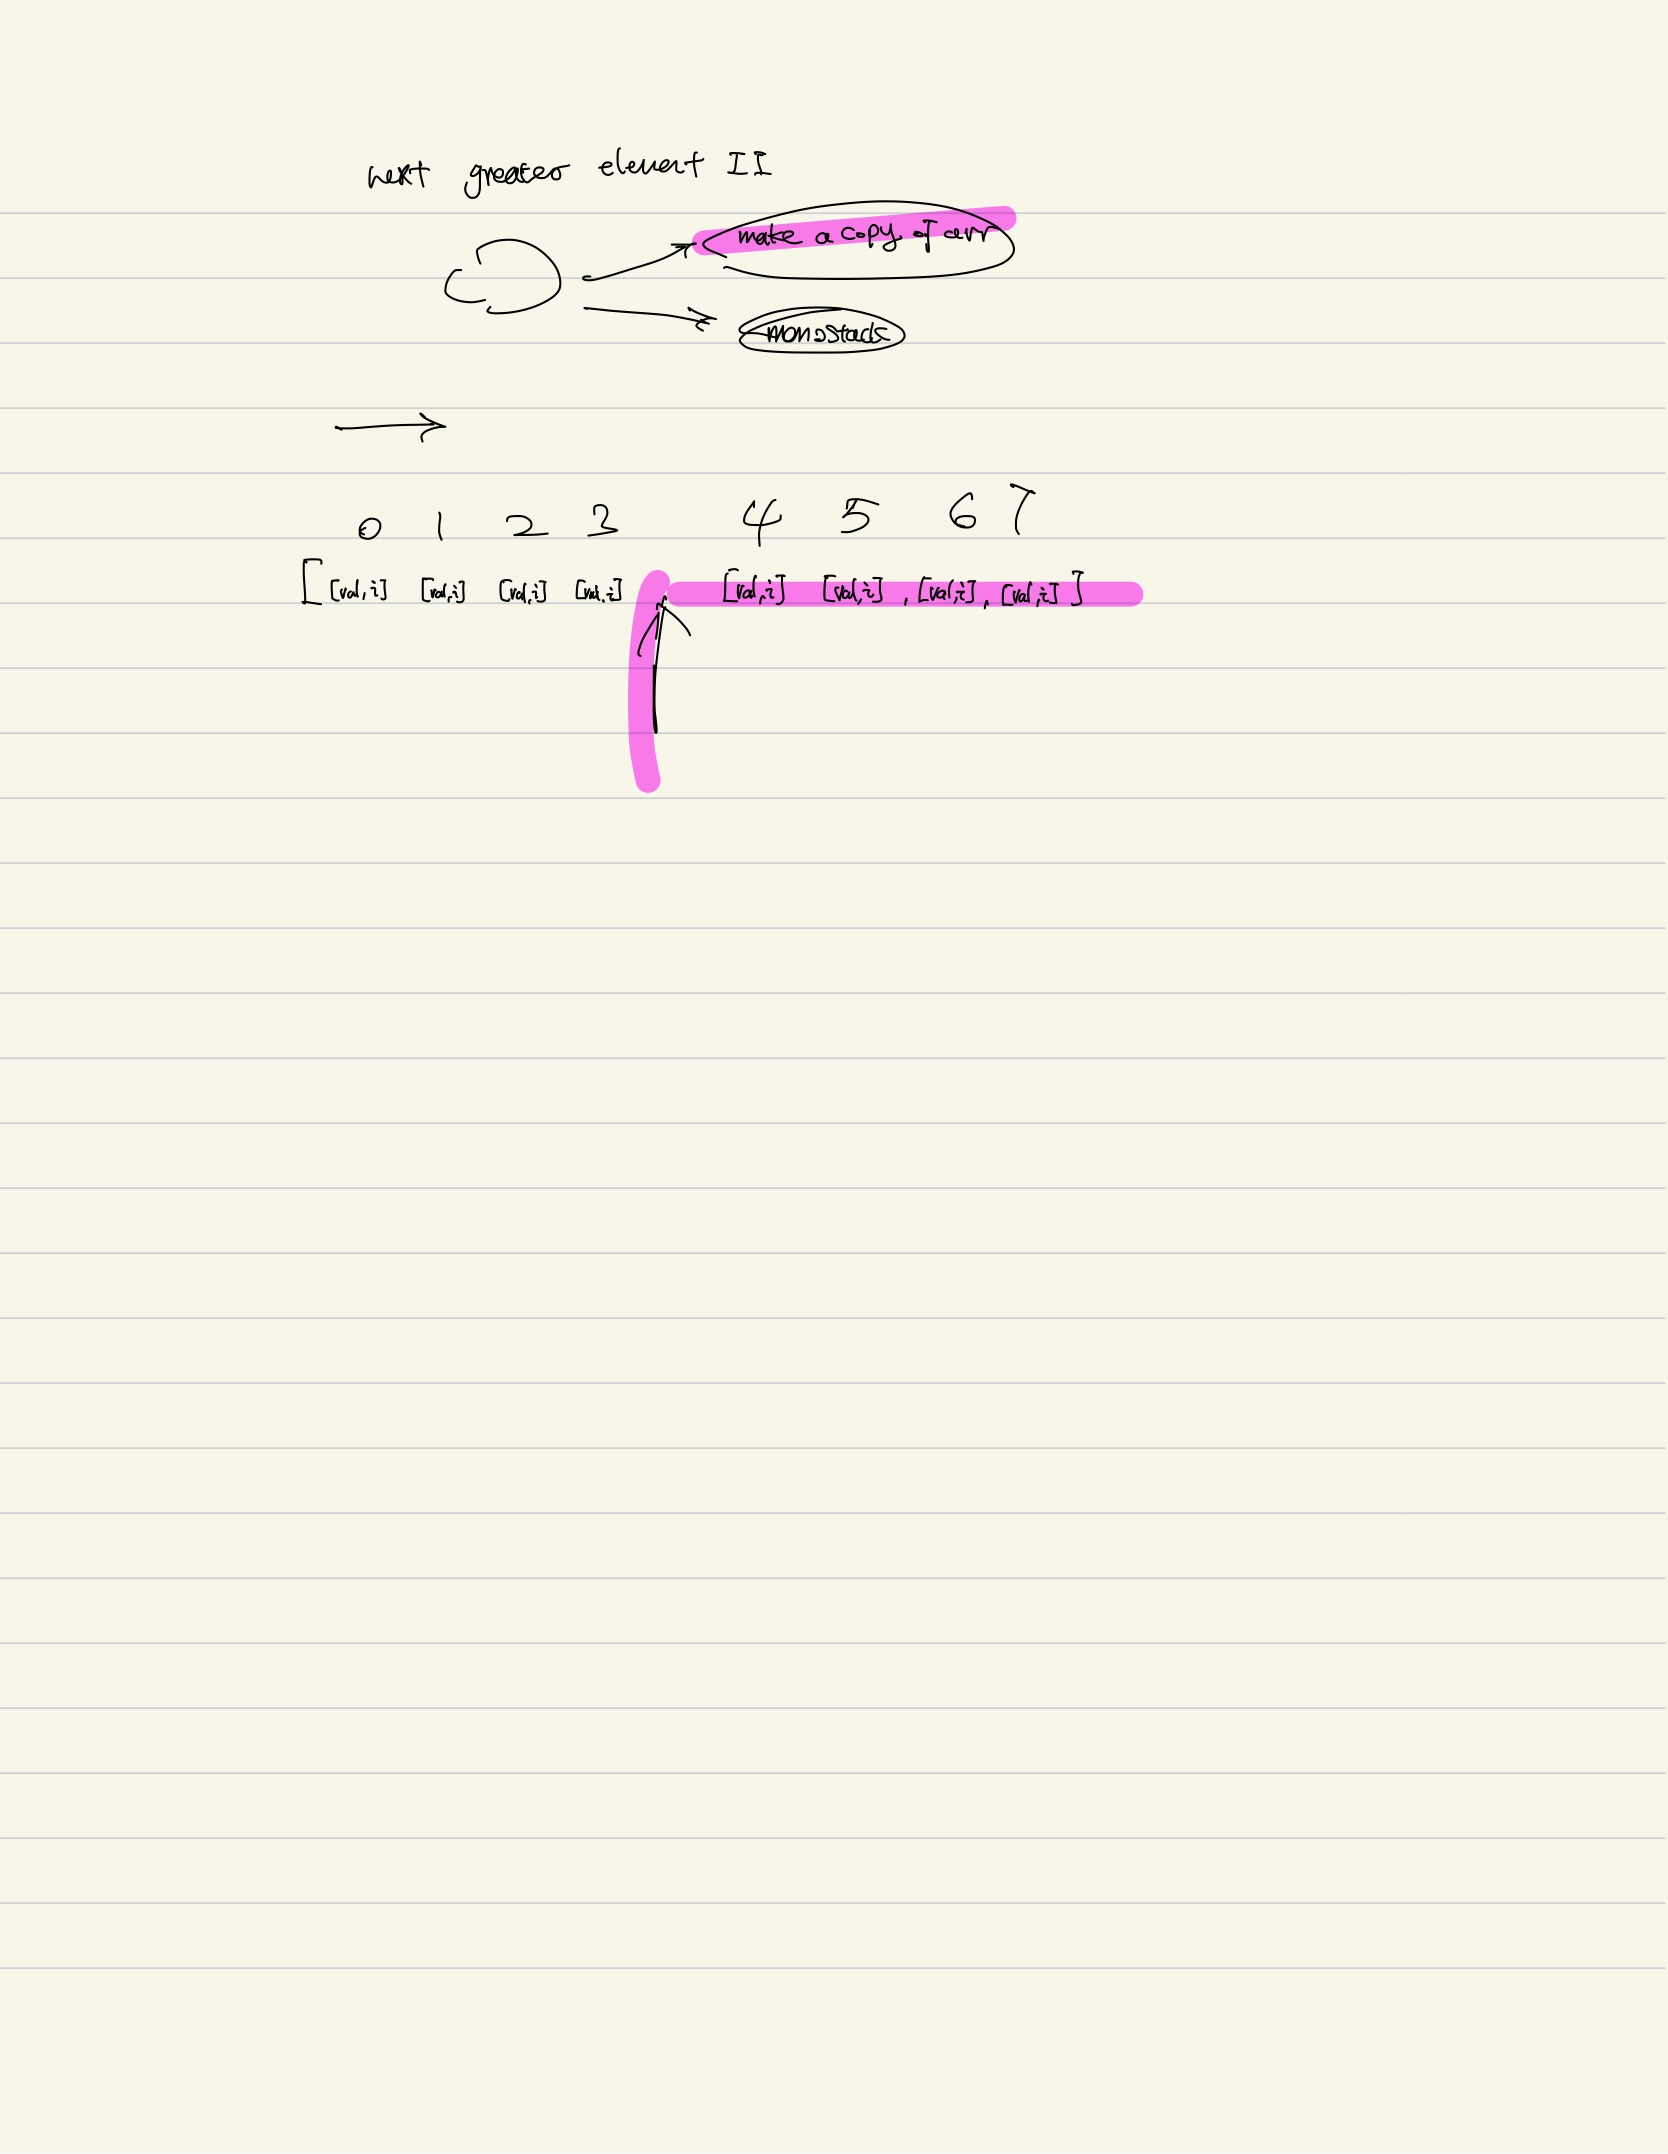 next greater element II
make a copy of arr
monostack
0 1 2 3 4 5 6 7
[ [val, i] [val, i] [val, i] [val, i] [val, i] [val, i] , [val, i] , [val, i] ]